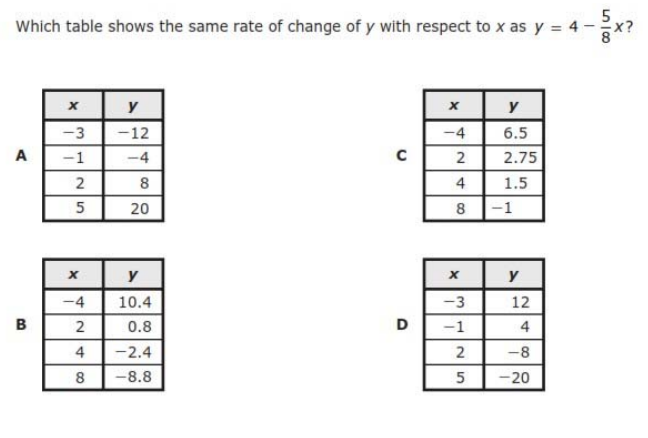 Which table shows the same rate of change of y with respect to x as y = 4 − 5/8 x?
A
x y
−3 −12
−1 −4
2 8
5 20
B
x y
−4 10.4
2 0.8
4 −2.4
8 −8.8
C
x y
−4 6.5
2 2.75
4 1.5
8 −1
D
x y
−3 12
−1 4
2 −8
5 −20